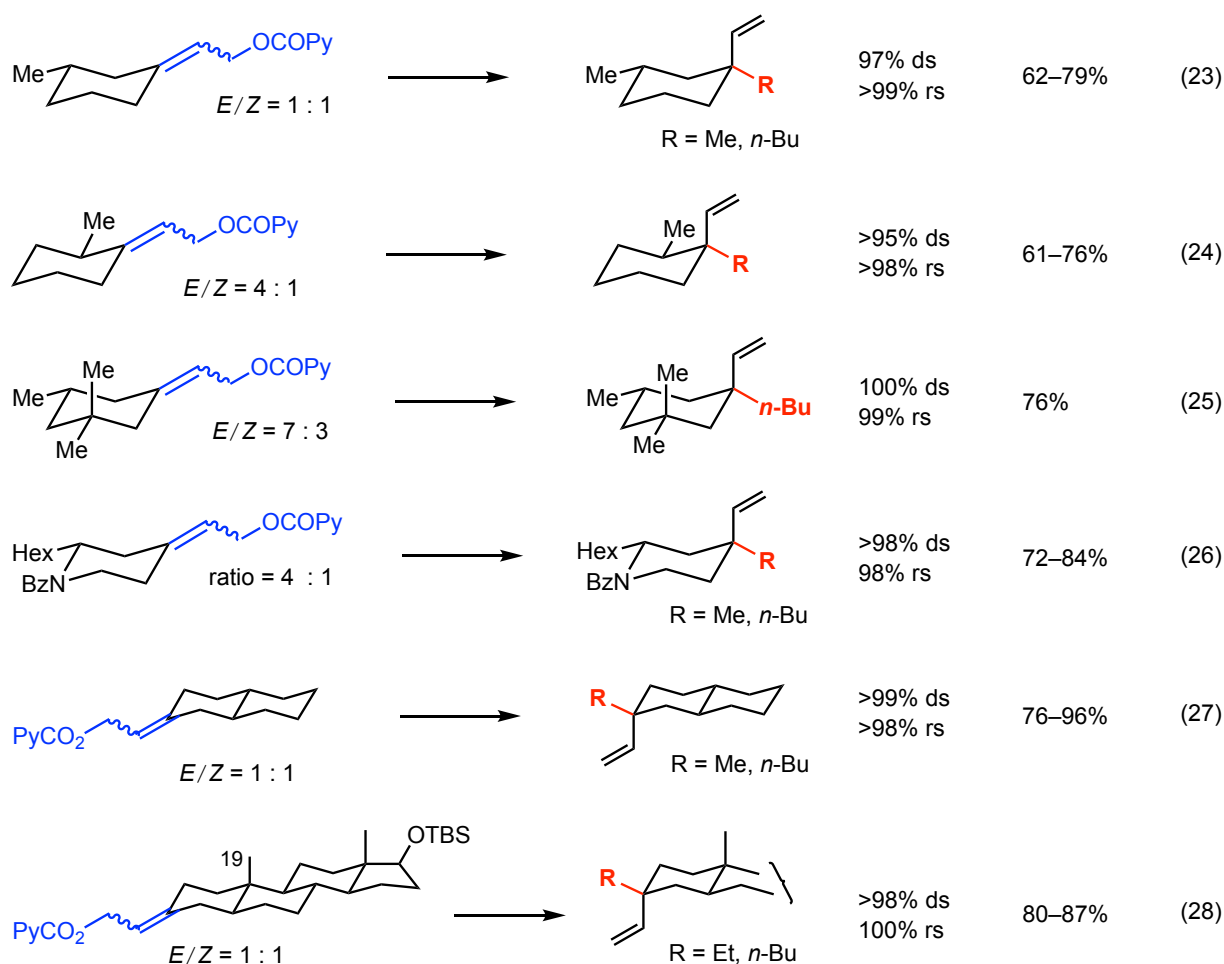 OCOPy
Me
E/Z = 1 : 1
Me
R
R = Me, n-Bu
97% ds
>99% rs
62–79%
(23)
Me
OCOPy
E/Z = 4 : 1
Me
R
>95% ds
>98% rs
61–76%
(24)
Me
OCOPy
Me
Me
E/Z = 7 : 3
Me
Me
n-Bu
Me
100% ds
99% rs
76%
(25)
OCOPy
Hex
BzN
ratio = 4 : 1
Hex
R
BzN
R = Me, n-Bu
>98% ds
98% rs
72–84%
(26)
PyCO2
E/Z = 1 : 1
R
R = Me, n-Bu
>99% ds
>98% rs
76–96%
(27)
OTBS
19
PyCO2
E/Z = 1 : 1
R
R = Et, n-Bu
>98% ds
100% rs
80–87%
(28)